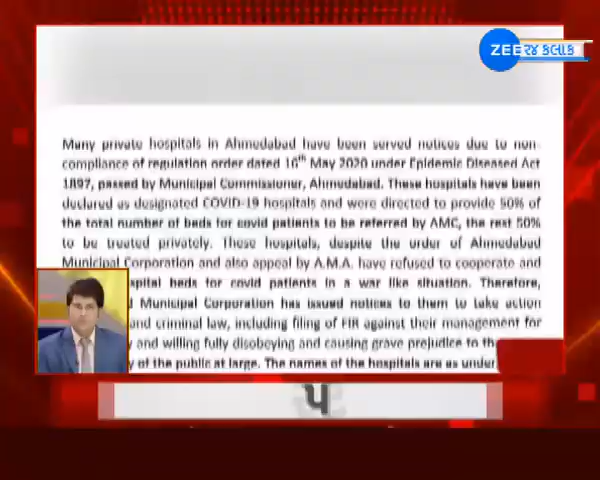 ZEE ૨૪ કલાક
Many private hospitals in Ahmedabad have been served notices due to non-
compliance of regulation order dated 16th May 2020 under Epidemic Diseased Act
1897, passed by Municipal Commissioner, Ahmedabad. These hospitals have been
declared as designated COVID-19 hospitals and were directed to provide 50% of
the total number of beds for covid patients to be referred by AMC, the rest 50%
to be treated privately. These hospitals, despite the order of Ahmedabad
Municipal Corporation and also appeal by A.M.A. have refused to cooperate and
spital beds for covid patients in a war like situation. Therefore,
d Municipal Corporation has issued notices to them to take action
and criminal law, including filing of FIR against their management for
y and willing fully disobeying and causing grave prejudice to the
y of the public at large. The names of the hospitals are as under